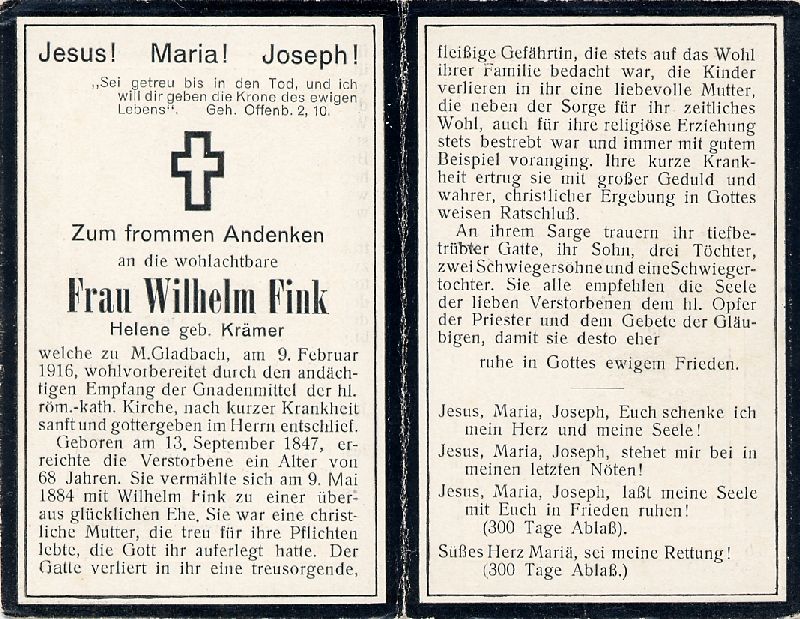 Jesus! Maria! Joseph!
„Sei getreu bis in den Tod, und ich
will dir geben die Krone des ewigen
Lebens“. Geh. Offenb. 2, 10.
Zum frommen Andenken
an die wohlachtbare
Frau Wilhelm Fink
Helene geb. Krämer
welche zu M.Gladbach, am 9. Februar
1916, wohlvorbereitet durch den andäch-
tigen Empfang der Gnadenmittel der hl.
röm.-kath. Kirche, nach kurzer Krankheit
sanft und gottergeben im Herrn entschlief.
Geboren am 13. September 1847, er-
reichte die Verstorbene ein Alter von
68 Jahren. Sie vermählte sich am 9. Mai
1884 mit Wilhelm Fink zu einer über-
aus glücklichen Ehe. Sie war eine christ-
liche Mutter, die treu für ihre Pflichten
lebte, die Gott ihr auferlegt hatte. Der
Gatte verliert in ihr eine treusorgende,
fleißige Gefährtin, die stets auf das Wohl
ihrer Familie bedacht war, die Kinder
verlieren in ihr eine liebevolle Mutter,
die neben der Sorge für ihr zeitliches
Wohl, auch für ihre religiöse Erziehung
stets bestrebt war und immer mit gutem
Beispiel voranging. Ihre kurze Krank-
heit ertrug sie mit großer Geduld und
wahrer, christlicher Ergebung in Gottes
weisen Ratschluß.
An ihrem Sarge trauern ihr tiefbe-
trübter Gatte, ihr Sohn, drei Töchter,
zwei Schwiegersöhne und eine Schwieger-
tochter. Sie alle empfehlen die Seele
der lieben Verstorbenen dem hl. Opfer
der Priester und dem Gebete der Gläu-
bigen, damit sie desto eher
ruhe in Gottes ewigem Frieden.
Jesus, Maria, Joseph, Euch schenke ich
mein Herz und meine Seele!
Jesus, Maria, Joseph, stehet mir bei in
meinen letzten Nöten!
Jesus, Maria, Joseph, laßt meine Seele
mit Euch in Frieden ruhen!
(300 Tage Ablaß).
Süßes Herz Mariä, sei meine Rettung!
(300 Tage Ablaß.)